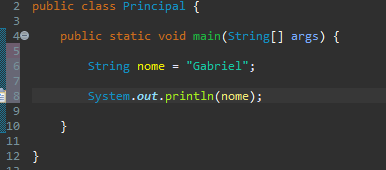 2 public class Principal {
3
4 public static void main(String[] args) {
5
6 String nome = "Gabriel";
7
8 System.out.println(nome);
9
10 }
11
12 }
13